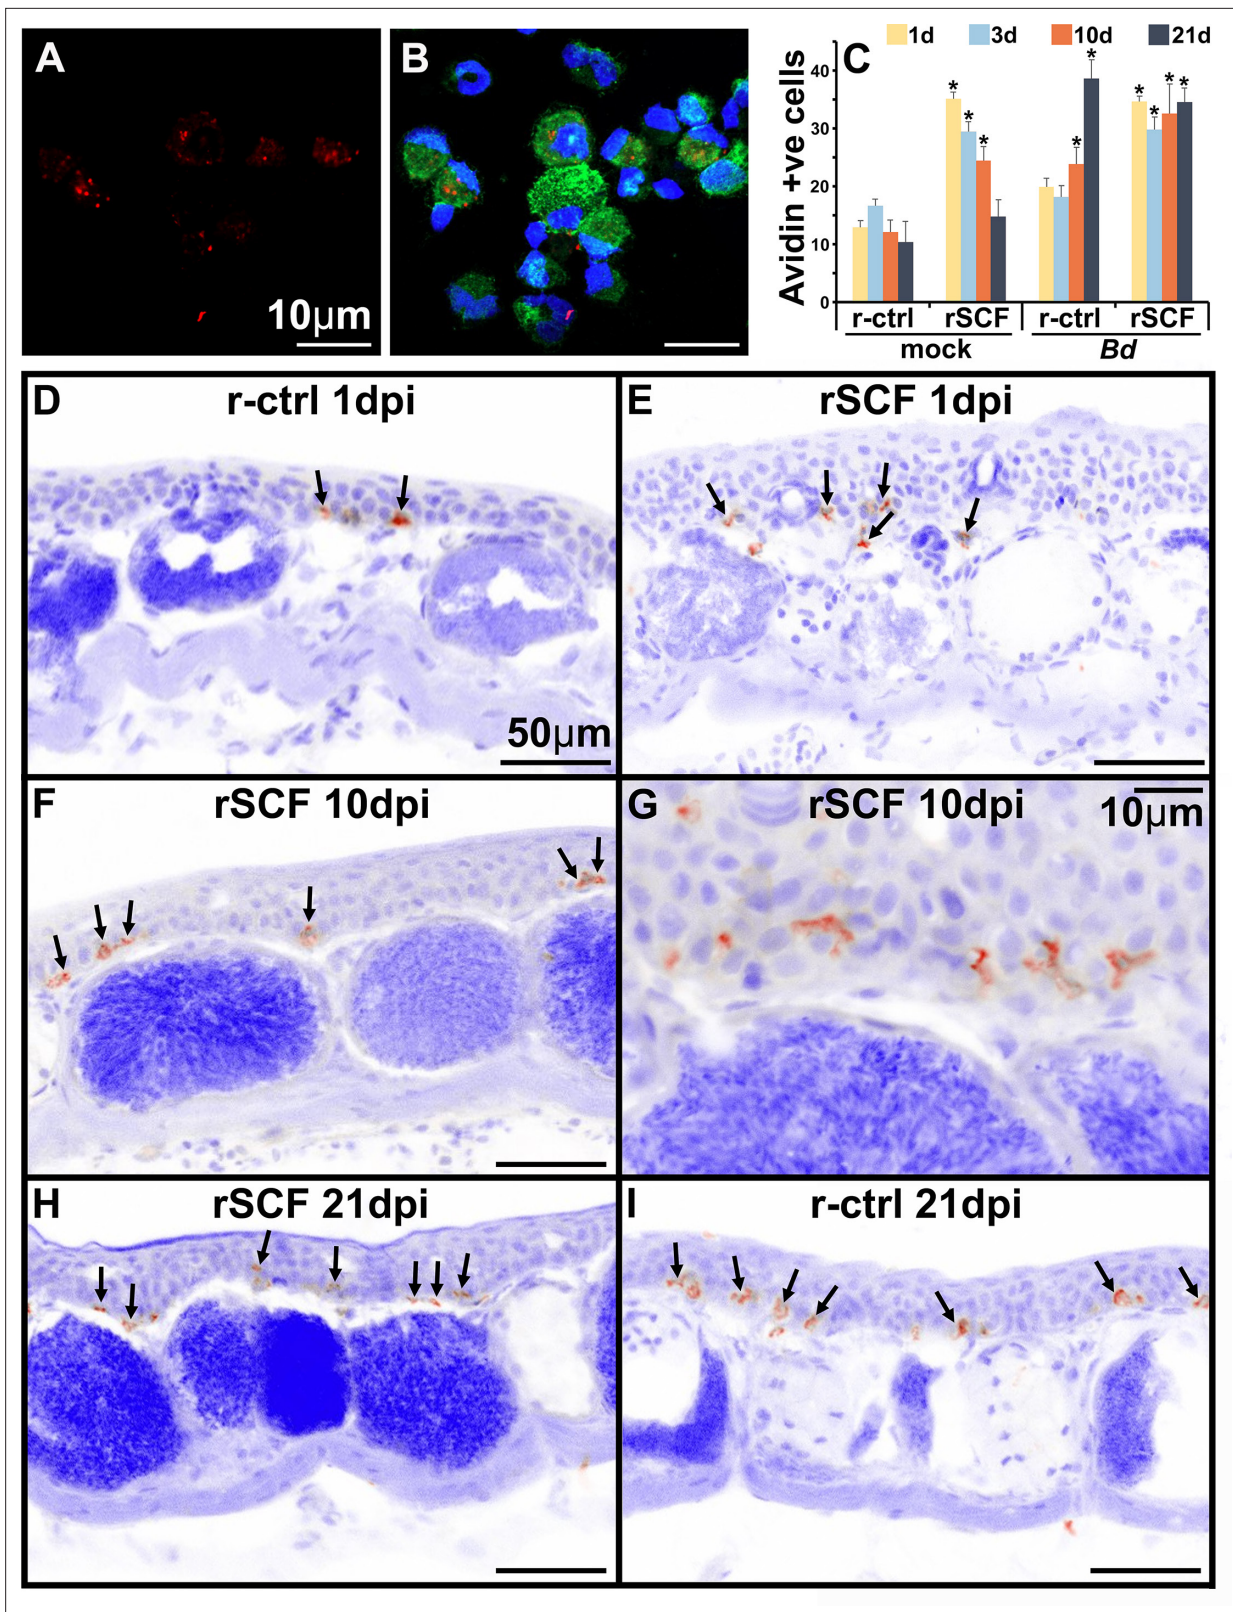 A
10µm
B
C
1d 3d 10d 21d
Avidin +ve cells
40
30
20
10
0
* * * * * * * * *
r-ctrl rSCF r-ctrl rSCF
mock Bd
D r-ctrl 1dpi
50µm
E rSCF 1dpi
F rSCF 10dpi
G rSCF 10dpi
10µm
H rSCF 21dpi
I r-ctrl 21dpi